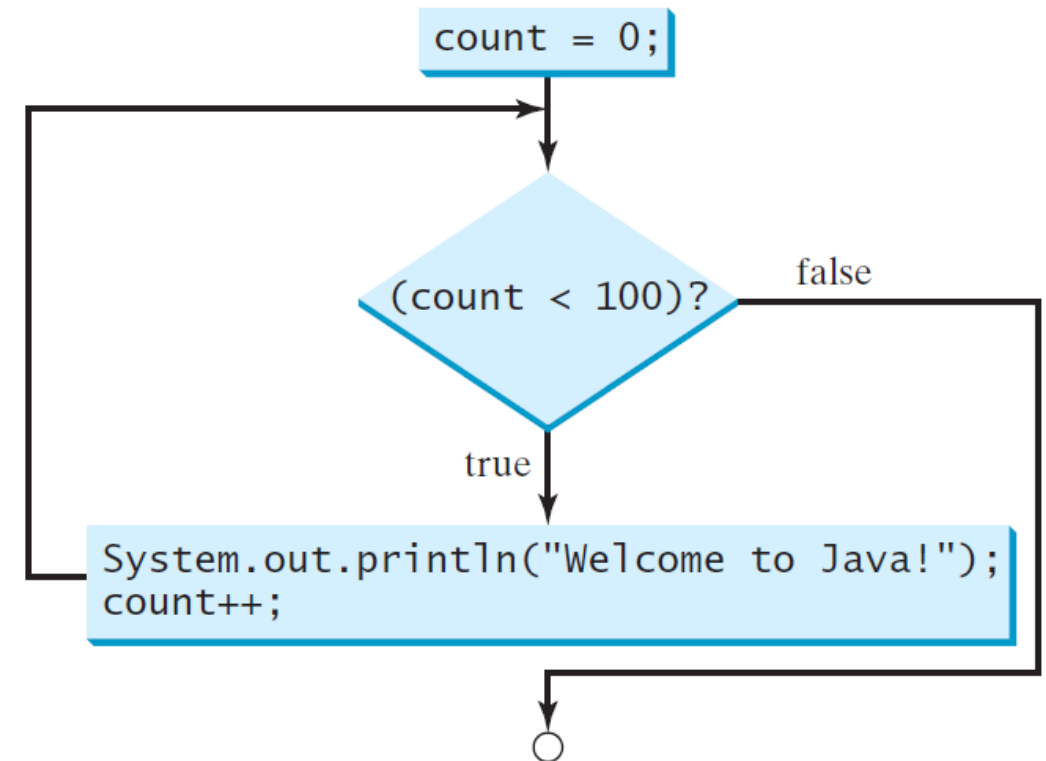 count = 0;
(count < 100)?
false
true
System.out.println("Welcome to Java!");
count++;